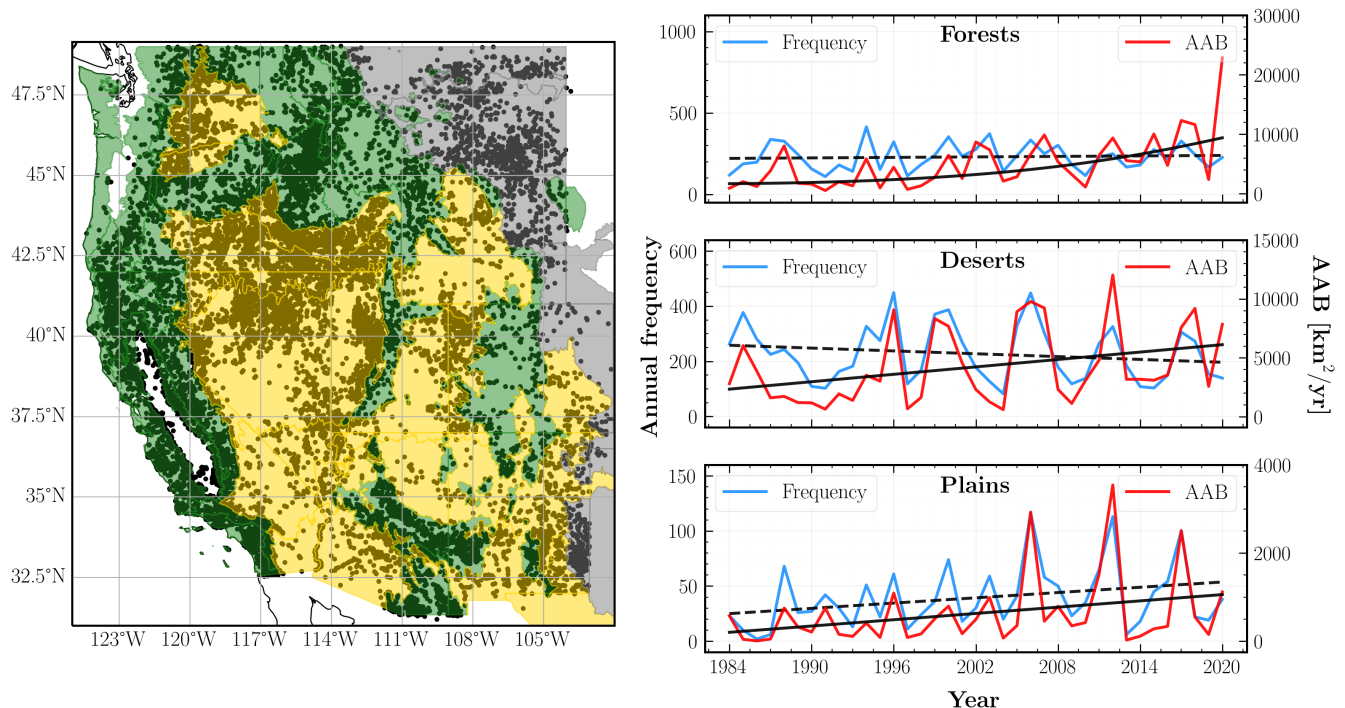 47.5°N
45°N
42.5°N
40°N
37.5°N
35°N
32.5°N
123°W 120°W 117°W 114°W 111°W 108°W 105°W
Annual frequency
Forests
Frequency
AAB
1000
500
0
30000
20000
10000
0
Deserts
Frequency
AAB
600
400
200
0
15000
10000
5000
0
Plains
Frequency
AAB
150
100
50
0
4000
2000
0
1984 1990 1996 2002 2008 2014 2020
Year
AAB [km²/yr]